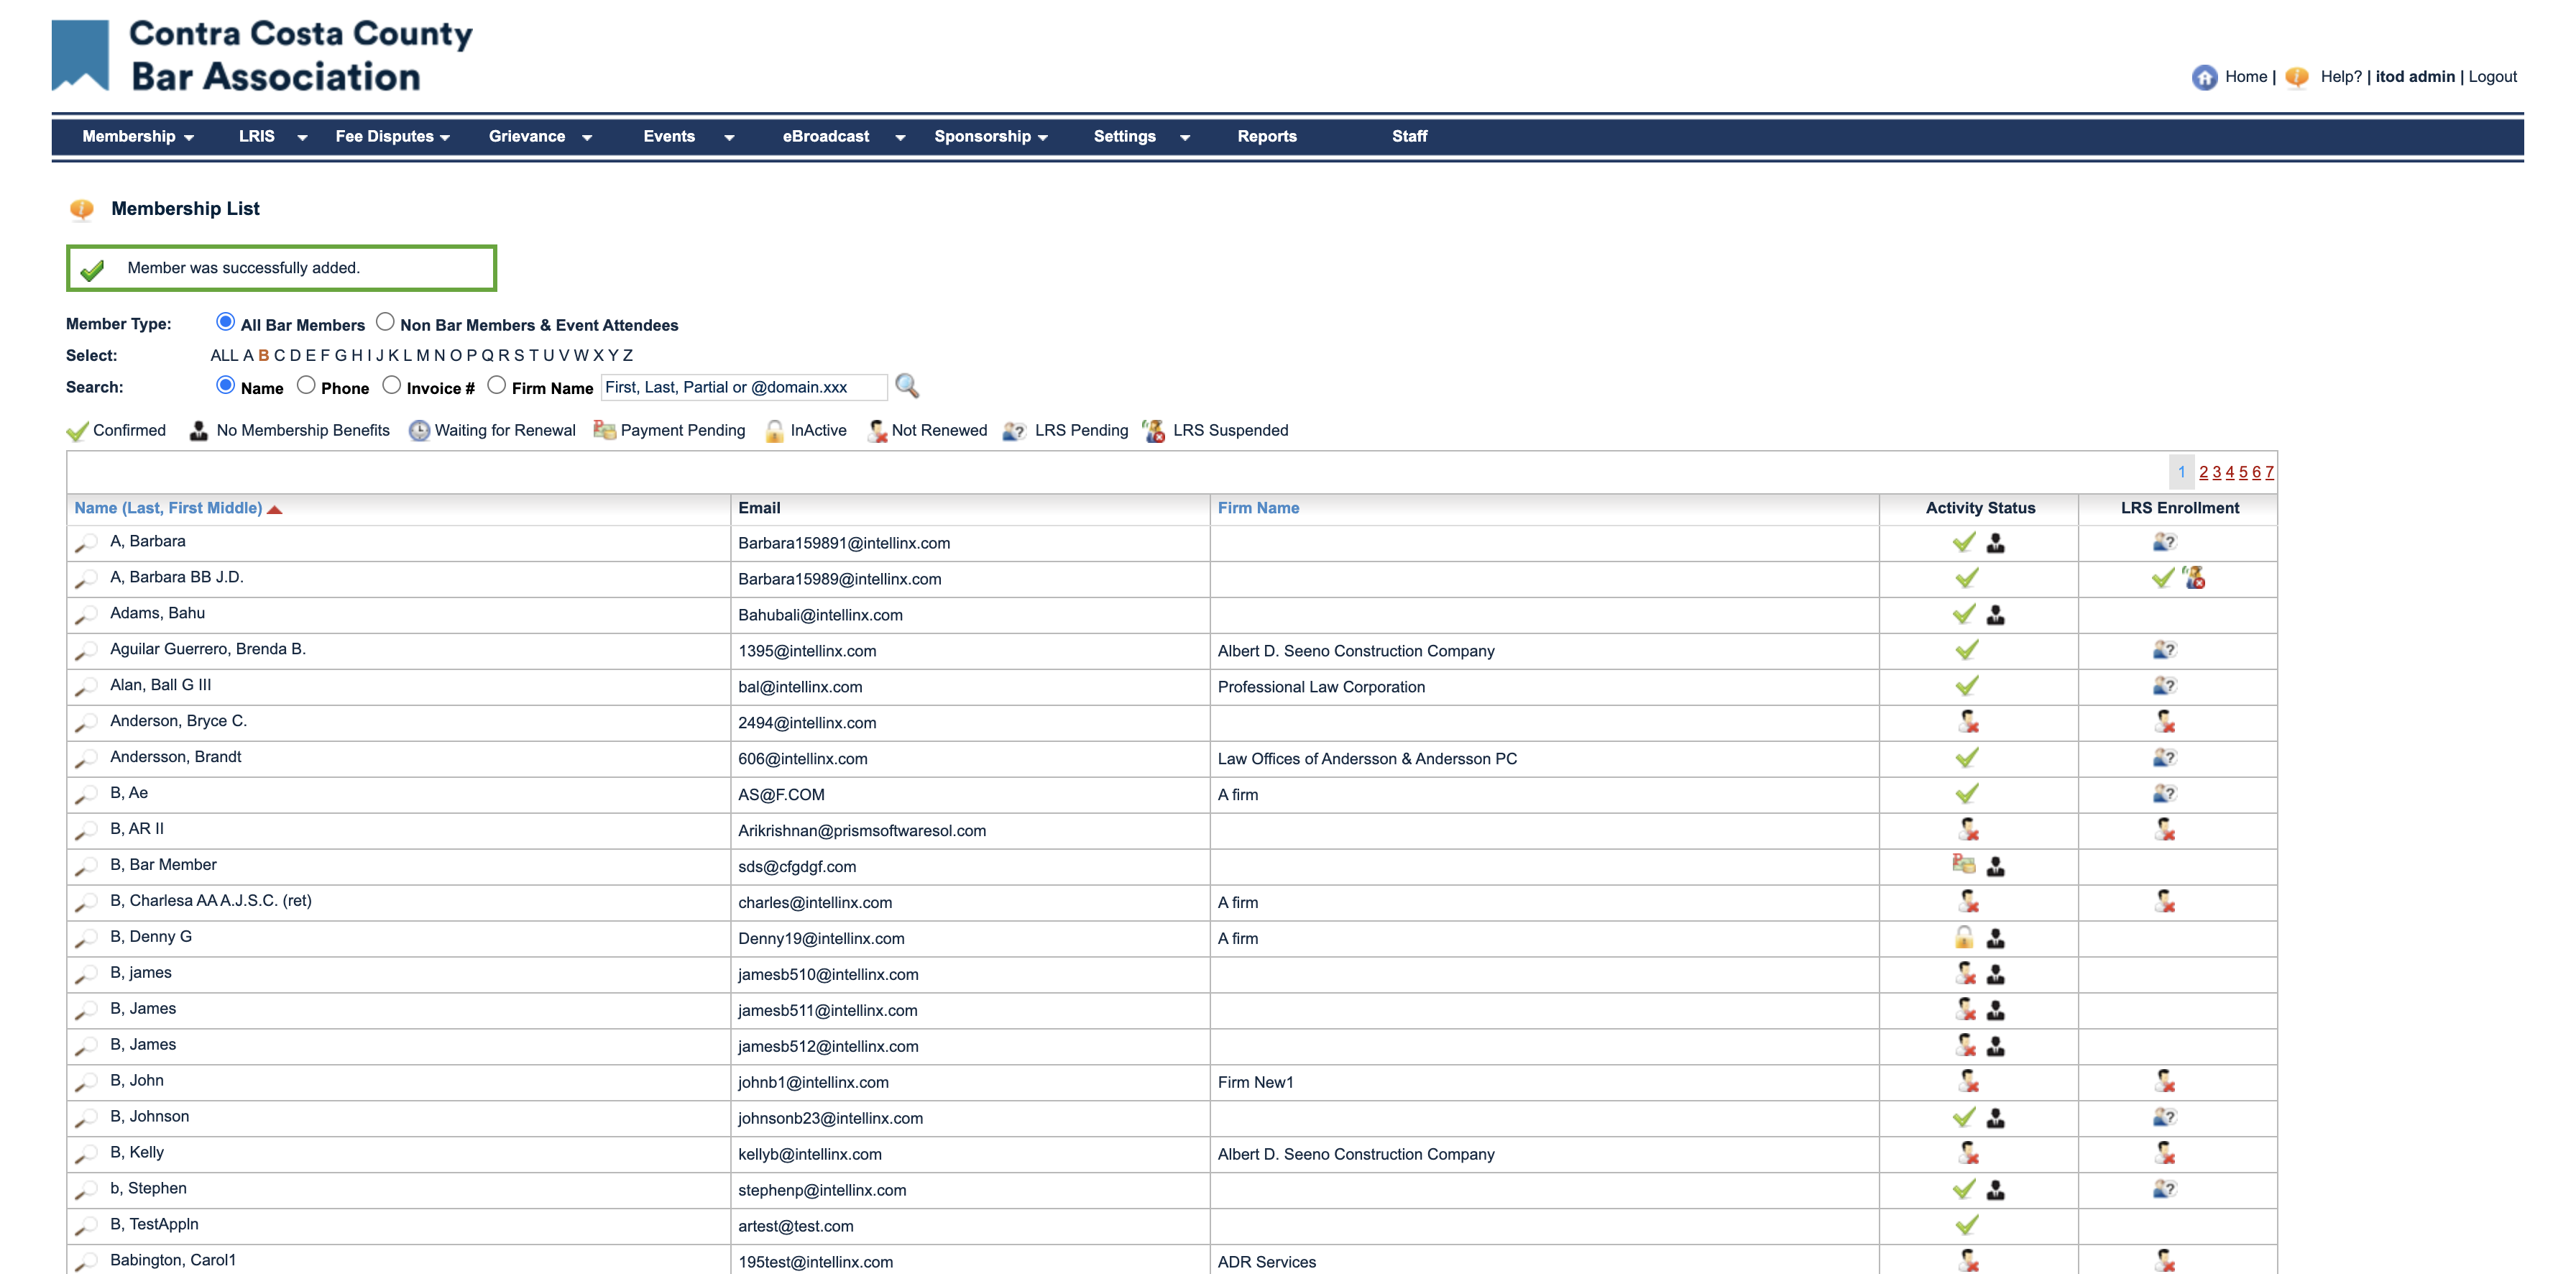 Contra Costa County
Bar Association
Home | Help? | itod admin | Logout
Membership LRIS Fee Disputes Grievance Events eBroadcast Sponsorship Settings Reports Staff
Membership List
Member was successfully added.
Member Type: All Bar Members Non Bar Members & Event Attendees
Select: ALL A B C D E F G H I J K L M N O P Q R S T U V W X Y Z
Search: Name Phone Invoice # Firm Name First, Last, Partial or @domain.xxx
Confirmed No Membership Benefits Waiting for Renewal Payment Pending InActive Not Renewed LRS Pending LRS Suspended
1 2 3 4 5 6 7
Name (Last, First Middle) Email Firm Name Activity Status LRS Enrollment
A, Barbara Barbara159891@intellinx.com
A, Barbara BB J.D. Barbara15989@intellinx.com
Adams, Bahu Bahubali@intellinx.com
Aguilar Guerrero, Brenda B. 1395@intellinx.com Albert D. Seeno Construction Company
Alan, Ball G III bal@intellinx.com Professional Law Corporation
Anderson, Bryce C. 2494@intellinx.com
Andersson, Brandt 606@intellinx.com Law Offices of Andersson & Andersson PC
B, Ae AS@F.COM A firm
B, AR II Arikrishnan@prismsoftwaresol.com
B, Bar Member sds@cfgdgf.com
B, Charlesa AA A.J.S.C. (ret) charles@intellinx.com A firm
B, Denny G Denny19@intellinx.com A firm
B, james jamesb510@intellinx.com
B, James jamesb511@intellinx.com
B, James jamesb512@intellinx.com
B, John johnb1@intellinx.com Firm New1
B, Johnson johnsonb23@intellinx.com
B, Kelly kellyb@intellinx.com Albert D. Seeno Construction Company
b, Stephen stephenp@intellinx.com
B, TestAppln artest@test.com
Babington, Carol1 195test@intellinx.com ADR Services